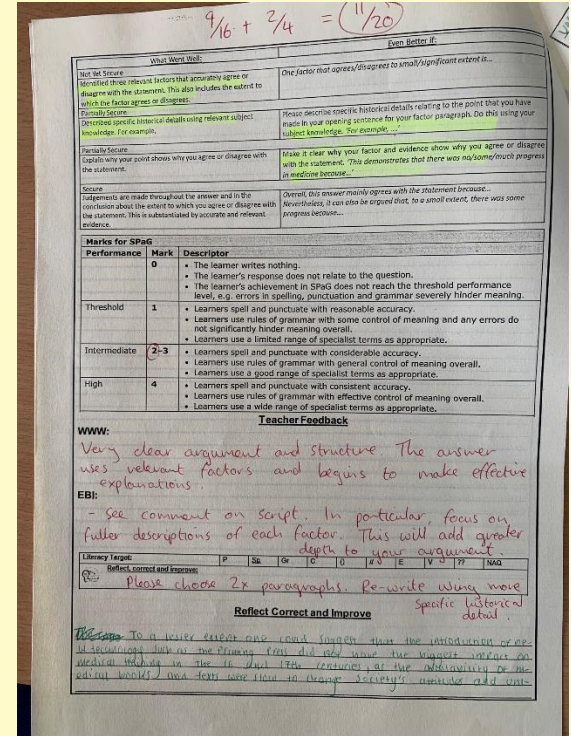 9/16 + 2/4 = 11/20
What Went Well:
Even Better if:
Not Yet Secure
Identified three relevant factors that accurately agree or
disagree with the statement. This also includes the extent to
which the factor agrees or disagrees.
One factor that agrees/disagrees to small/significant extent is...
Partially Secure
Described specific historical details using relevant subject
knowledge. For example,
Please describe specific historical details relating to the point that you have
made in your opening sentence for your factor paragraph. Do this using your
subject knowledge. 'For example, ...'
Partially Secure
Explain why your point shows why you agree or disagree with
the statement.
Make it clear why your factor and evidence show why you agree or disagree
with the statement. 'This demonstrates that there was no/some/much progress
in medicine because...'
Secure
Judgements are made throughout the answer and in the
conclusion about the extent to which you agree or disagree with
the statement. This is substantiated by accurate and relevant
evidence.
Overall, this answer mainly agrees with the statement because...
Nevertheless, it can also be argued that, to a small extent, there was some
progress because...
Marks for SPaG
Performance Mark Descriptor
0
• The learner writes nothing.
• The learner's response does not relate to the question.
• The learner's achievement in SPaG does not reach the threshold performance
level, e.g. errors in spelling, punctuation and grammar severely hinder meaning.
Threshold 1
• Learners spell and punctuate with reasonable accuracy.
• Learners use rules of grammar with some control of meaning and any errors do
not significantly hinder meaning overall.
• Learners use a limited range of specialist terms as appropriate.
Intermediate 2-3
• Learners spell and punctuate with considerable accuracy.
• Learners use rules of grammar with general control of meaning overall.
• Learners use a good range of specialist terms as appropriate.
High 4
• Learners spell and punctuate with consistent accuracy.
• Learners use rules of grammar with effective control of meaning overall.
• Learners use a wide range of specialist terms as appropriate.
Teacher Feedback
WWW:
Very clear argument and structure. The answer
uses relevant factors and begins to make effective
explanations.
EBI:
- See comment on script. In particular, focus on
fuller descriptions of each factor. This will add greater
depth to your argument.
Literacy Target: P Sp Gr C () // E V ?? NAQ
Reflect, correct and improve:
Please choose 2x paragraphs. Re-write using more
specific historical
detail.
Reflect Correct and Improve
To a lesser extent one could suggest that the introduction of ne-
w technology such as the Printing Press did not have the biggest impact on
medical in the 16 and 17th centuries, as the of me-
dical books and texts were slow to change society's attitudes and